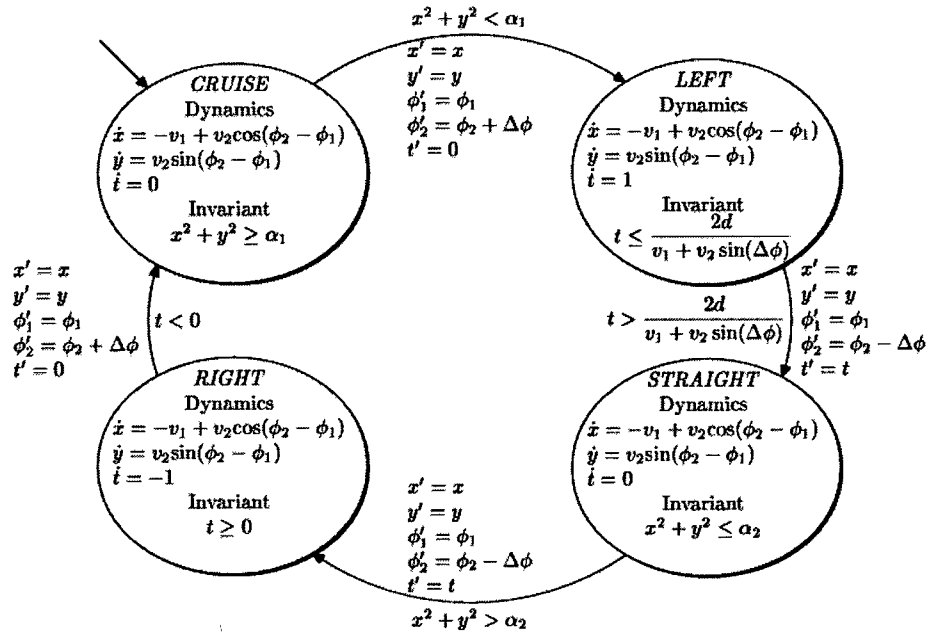 x² + y² < α₁
x′ = x
y′ = y
ϕ′₁ = ϕ₁
ϕ′₂ = ϕ₂ + Δϕ
t′ = 0
CRUISE
Dynamics
ẋ = −v₁ + v₂cos(ϕ₂ − ϕ₁)
ẏ = v₂sin(ϕ₂ − ϕ₁)
ṫ = 0
Invariant
x² + y² ≥ α₁
LEFT
Dynamics
ẋ = −v₁ + v₂cos(ϕ₂ − ϕ₁)
ẏ = v₂sin(ϕ₂ − ϕ₁)
ṫ = 1
Invariant
t ≤ 2d / (v₁ + v₂ sin(Δϕ))
x′ = x
y′ = y
ϕ′₁ = ϕ₁
ϕ′₂ = ϕ₂ + Δϕ
t′ = 0
t < 0
t > 2d / (v₁ + v₂ sin(Δϕ))
x′ = x
y′ = y
ϕ′₁ = ϕ₁
ϕ′₂ = ϕ₂ − Δϕ
t′ = t
RIGHT
Dynamics
ẋ = −v₁ + v₂cos(ϕ₂ − ϕ₁)
ẏ = v₂sin(ϕ₂ − ϕ₁)
ṫ = −1
Invariant
t ≥ 0
STRAIGHT
Dynamics
ẋ = −v₁ + v₂cos(ϕ₂ − ϕ₁)
ẏ = v₂sin(ϕ₂ − ϕ₁)
ṫ = 0
Invariant
x² + y² ≤ α₂
x′ = x
y′ = y
ϕ′₁ = ϕ₁
ϕ′₂ = ϕ₂ − Δϕ
t′ = t
x² + y² > α₂